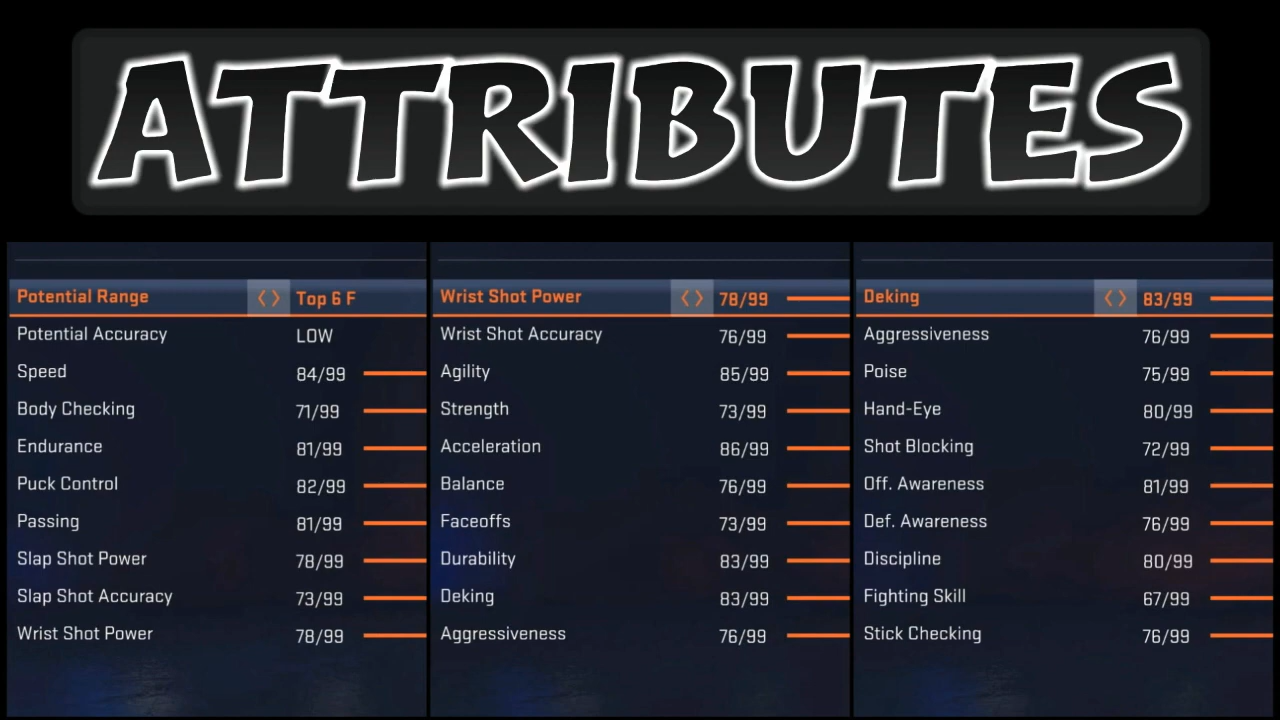 ATTRIBUTES
Potential Range <> Top 6 F
Potential Accuracy LOW
Speed 84/99
Body Checking 71/99
Endurance 81/99
Puck Control 82/99
Passing 81/99
Slap Shot Power 78/99
Slap Shot Accuracy 73/99
Wrist Shot Power 78/99
Wrist Shot Power <> 78/99
Wrist Shot Accuracy 76/99
Agility 85/99
Strength 73/99
Acceleration 86/99
Balance 76/99
Faceoffs 73/99
Durability 83/99
Deking 83/99
Aggressiveness 76/99
Deking <> 83/99
Aggressiveness 76/99
Poise 75/99
Hand-Eye 80/99
Shot Blocking 72/99
Off. Awareness 81/99
Def. Awareness 76/99
Discipline 80/99
Fighting Skill 67/99
Stick Checking 76/99